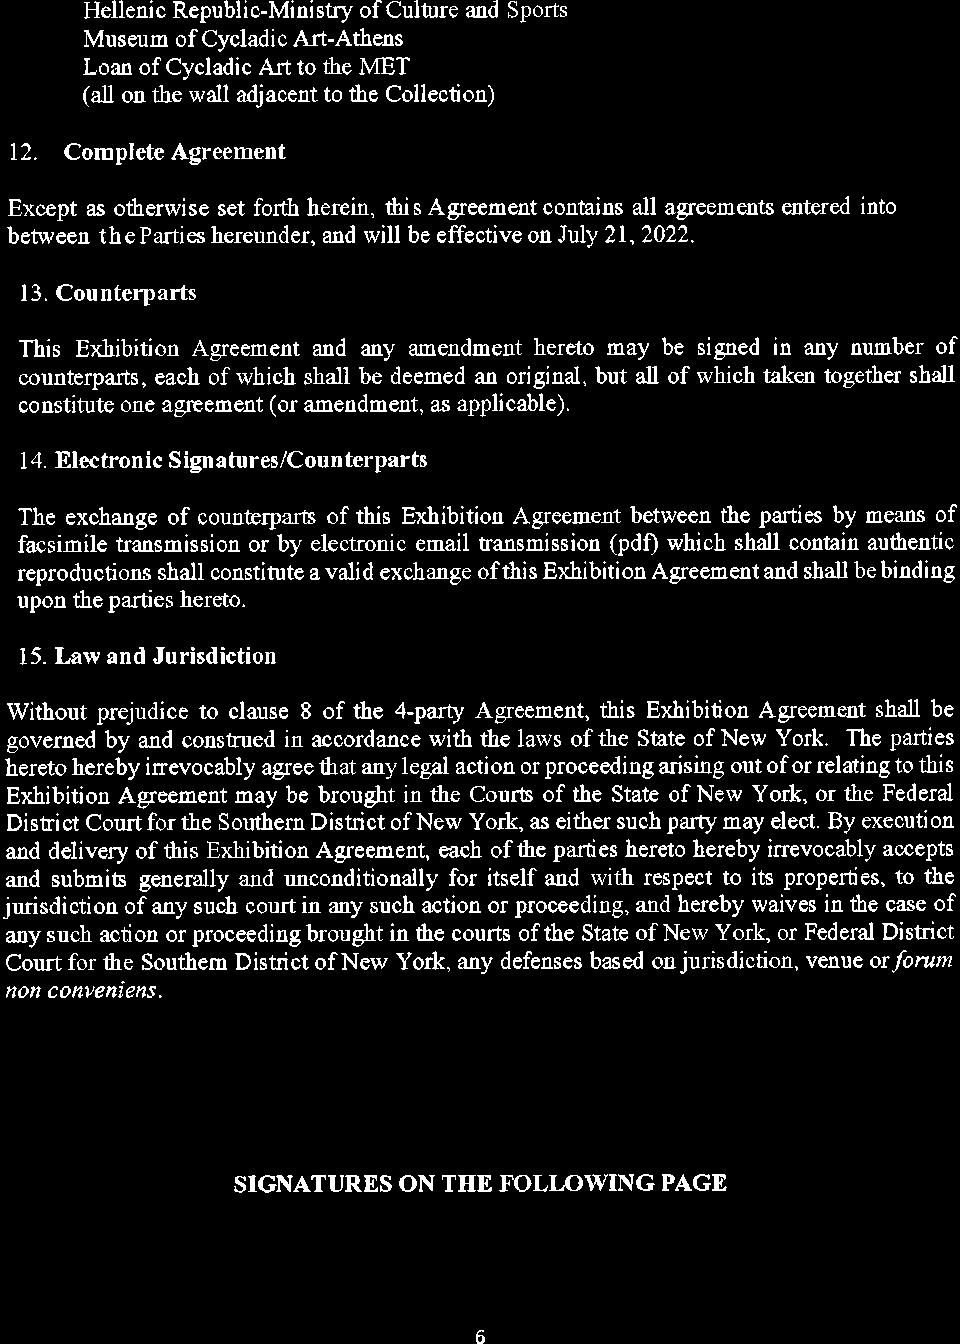 Hellenic Republic-Ministry of Culture and Sports
Museum of Cycladic Art-Athens
Loan of Cycladic Art to the MET
(all on the wall adjacent to the Collection)
12. Complete Agreement
Except as otherwise set forth herein, this Agreement contains all agreements entered into
between the Parties hereunder, and will be effective on July 21, 2022.
13. Counterparts
This Exhibition Agreement and any amendment hereto may be signed in any number of
counterparts, each of which shall be deemed an original, but all of which taken together shall
constitute one agreement (or amendment, as applicable).
14. Electronic Signatures/Counterparts
The exchange of counterparts of this Exhibition Agreement between the parties by means of
facsimile transmission or by electronic email transmission (pdf) which shall contain authentic
reproductions shall constitute a valid exchange of this Exhibition Agreement and shall be binding
upon the parties hereto.
15. Law and Jurisdiction
Without prejudice to clause 8 of the 4-party Agreement, this Exhibition Agreement shall be
governed by and construed in accordance with the laws of the State of New York. The parties
hereto hereby irrevocably agree that any legal action or proceeding arising out of or relating to this
Exhibition Agreement may be brought in the Courts of the State of New York, or the Federal
District Court for the Southern District of New York, as either such party may elect. By execution
and delivery of this Exhibition Agreement, each of the parties hereto hereby irrevocably accepts
and submits generally and unconditionally for itself and with respect to its properties, to the
jurisdiction of any such court in any such action or proceeding, and hereby waives in the case of
any such action or proceeding brought in the courts of the State of New York, or Federal District
Court for the Southern District of New York, any defenses based on jurisdiction, venue or forum
non conveniens.
SIGNATURES ON THE FOLLOWING PAGE
6